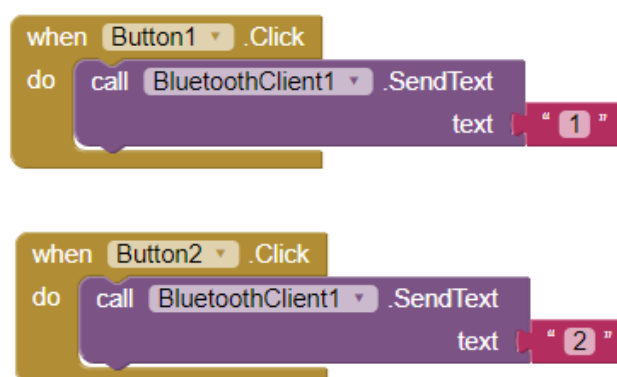 when Button1 .Click
do call BluetoothClient1 .SendText
text " 1 "
when Button2 .Click
do call BluetoothClient1 .SendText
text " 2 "